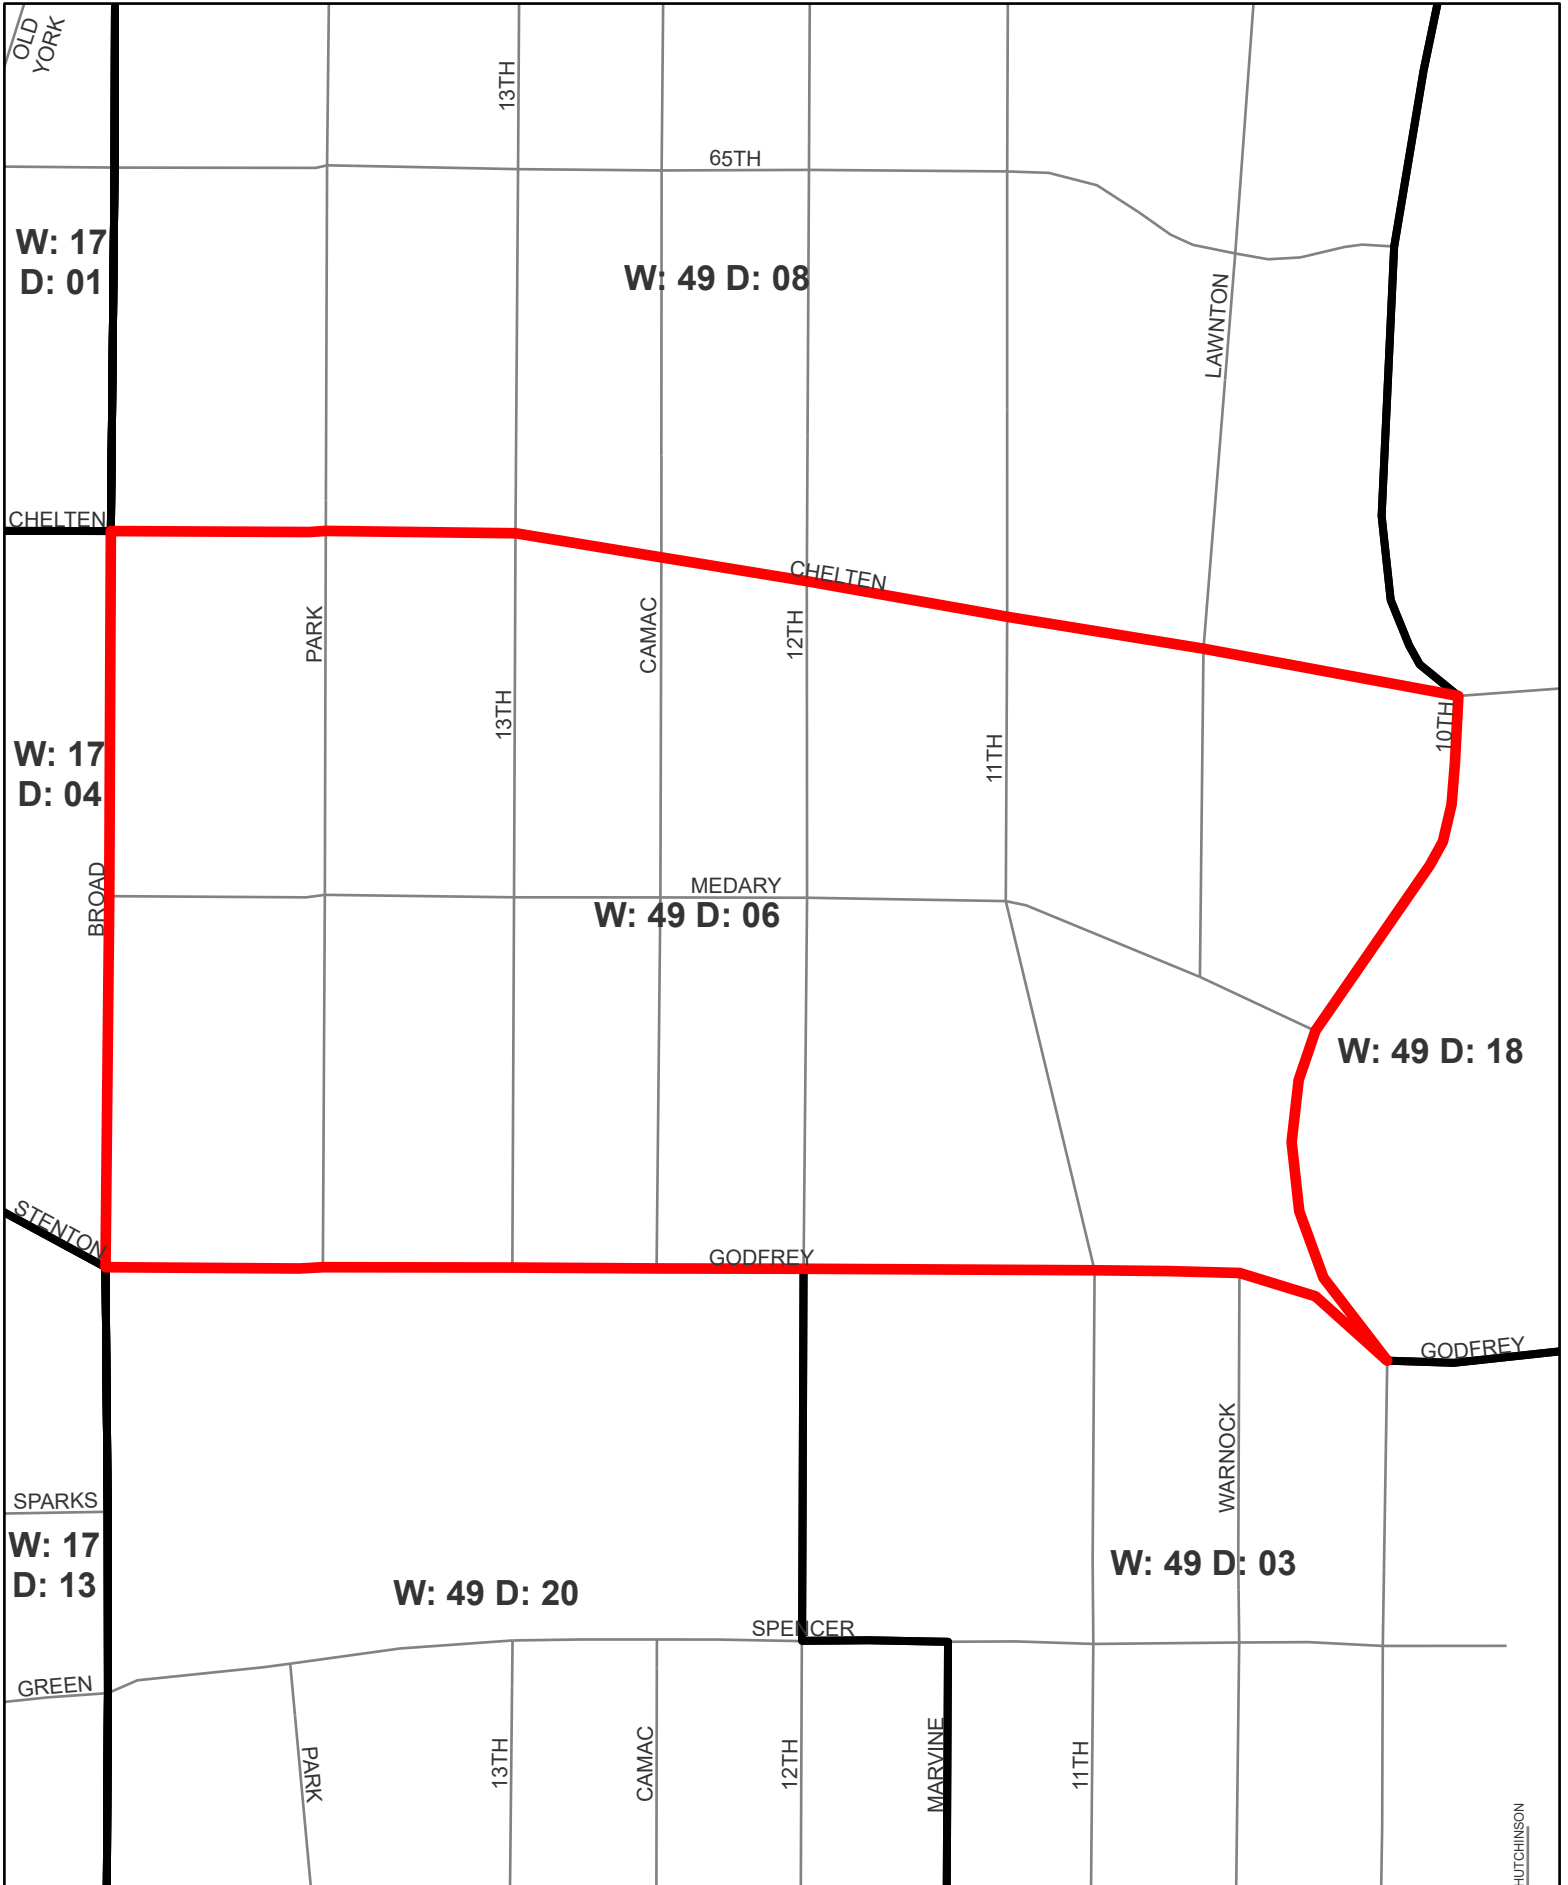 OLD
YORK
13TH
65TH
W: 17
D: 01
W: 49 D: 08
LAWNTON
CHELTEN
CHELTEN
PARK
CAMAC
12TH
13TH
10TH
11TH
W: 17
D: 04
BROAD
MEDARY
W: 49 D: 06
W: 49 D: 18
STENTON
GODFREY
GODFREY
WARNOCK
SPARKS
W: 17
D: 13
W: 49 D: 03
W: 49 D: 20
SPENCER
GREEN
PARK
13TH
CAMAC
12TH
MARVINE
11TH
HUTCHINSON